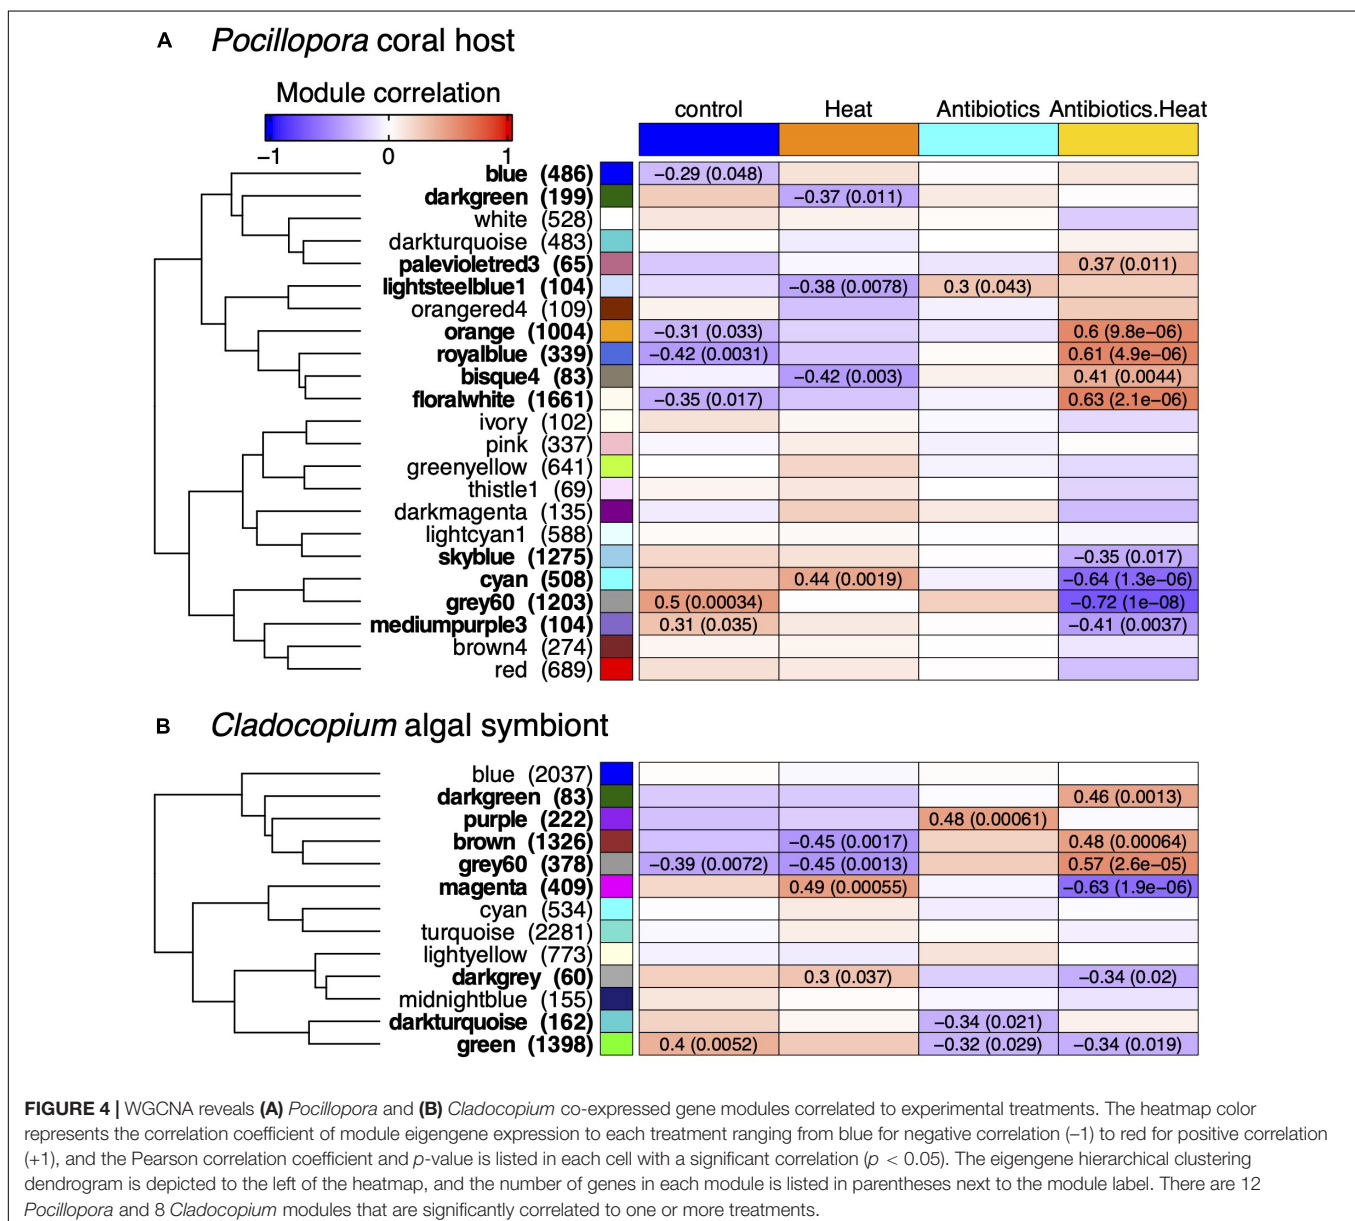 A Pocillopora coral host
Module correlation
−1 0 1
control Heat Antibiotics Antibiotics.Heat
blue (486) −0.29 (0.048)
darkgreen (199) −0.37 (0.011)
white (528)
darkturquoise (483)
palevioletred3 (65) 0.37 (0.011)
lightsteelblue1 (104) −0.38 (0.0078) 0.3 (0.043)
orangered4 (109)
orange (1004) −0.31 (0.033) 0.6 (9.8e−06)
royalblue (339) −0.42 (0.0031) 0.61 (4.9e−06)
bisque4 (83) −0.42 (0.003) 0.41 (0.0044)
floralwhite (1661) −0.35 (0.017) 0.63 (2.1e−06)
ivory (102)
pink (337)
greenyellow (641)
thistle1 (69)
darkmagenta (135)
lightcyan1 (588)
skyblue (1275) −0.35 (0.017)
cyan (508) 0.44 (0.0019) −0.64 (1.3e−06)
grey60 (1203) 0.5 (0.00034) −0.72 (1e−08)
mediumpurple3 (104) 0.31 (0.035) −0.41 (0.0037)
brown4 (274)
red (689)
B Cladocopium algal symbiont
blue (2037)
darkgreen (83) 0.46 (0.0013)
purple (222) 0.48 (0.00061)
brown (1326) −0.45 (0.0017) 0.48 (0.00064)
grey60 (378) −0.39 (0.0072) −0.45 (0.0013) 0.57 (2.6e−05)
magenta (409) 0.49 (0.00055) −0.63 (1.9e−06)
cyan (534)
turquoise (2281)
lightyellow (773)
darkgrey (60) 0.3 (0.037) −0.34 (0.02)
midnightblue (155)
darkturquoise (162) −0.34 (0.021)
green (1398) 0.4 (0.0052) −0.32 (0.029) −0.34 (0.019)
FIGURE 4 | WGCNA reveals (A) Pocillopora and (B) Cladocopium co-expressed gene modules correlated to experimental treatments. The heatmap color
represents the correlation coefficient of module eigengene expression to each treatment ranging from blue for negative correlation (–1) to red for positive correlation
(+1), and the Pearson correlation coefficient and p-value is listed in each cell with a significant correlation (p < 0.05). The eigengene hierarchical clustering
dendrogram is depicted to the left of the heatmap, and the number of genes in each module is listed in parentheses next to the module label. There are 12
Pocillopora and 8 Cladocopium modules that are significantly correlated to one or more treatments.